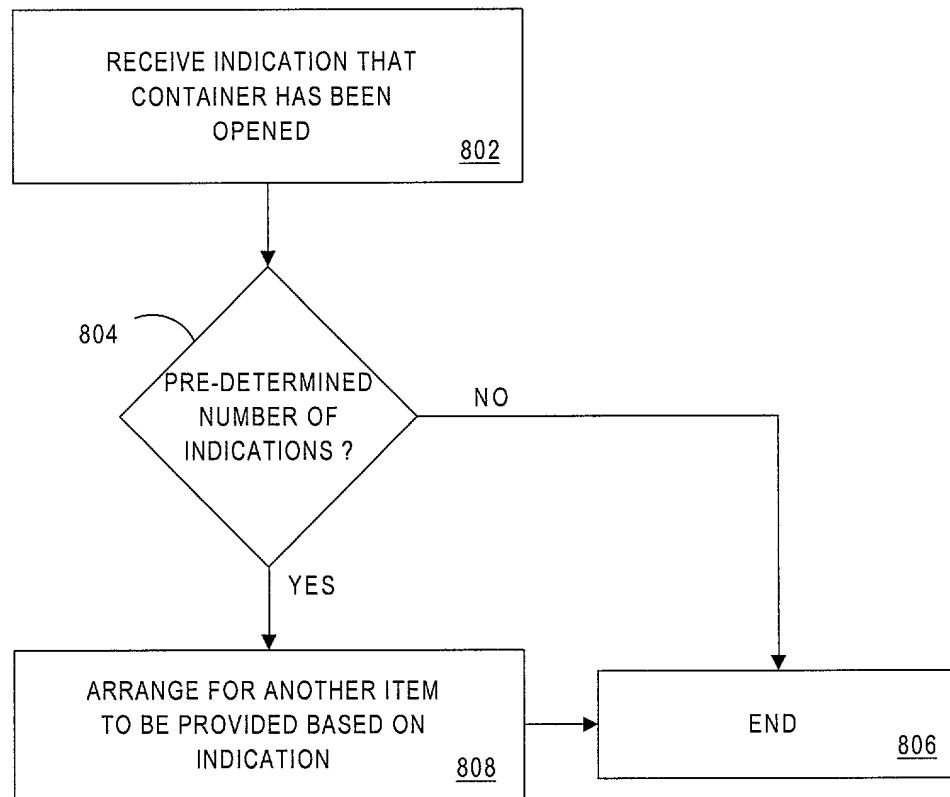 RECEIVE INDICATION THAT
CONTAINER HAS BEEN
OPENED
802
804
PRE-DETERMINED
NUMBER OF
INDICATIONS ?
NO
YES
ARRANGE FOR ANOTHER ITEM
TO BE PROVIDED BASED ON
INDICATION
808
END
806